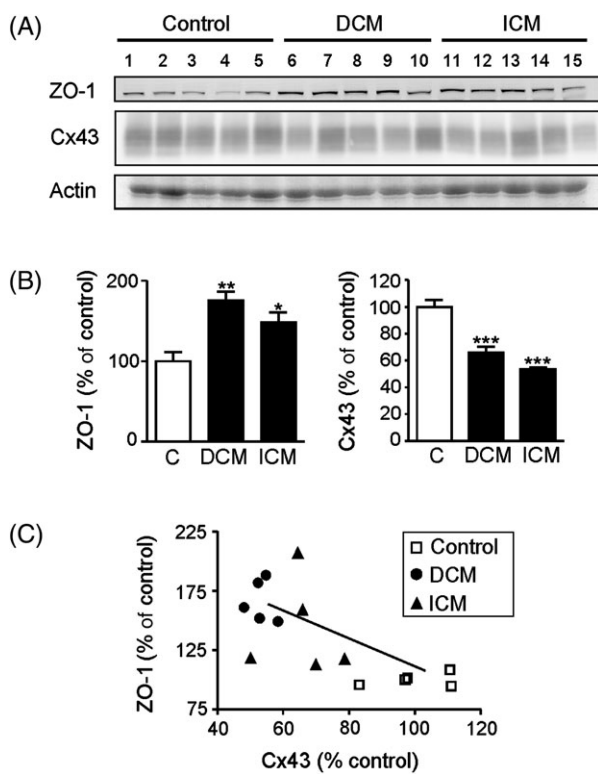 (A)
Control DCM ICM
1 2 3 4 5 6 7 8 9 10 11 12 13 14 15
ZO-1
Cx43
Actin
(B)
ZO-1 (% of control)
200
100
0
**
*
C DCM ICM
Cx43 (% of control)
120
100
80
60
40
20
0
***
***
C DCM ICM
(C)
ZO-1 (% of control)
225
175
125
75
Control
DCM
ICM
40 60 80 100 120
Cx43 (% control)